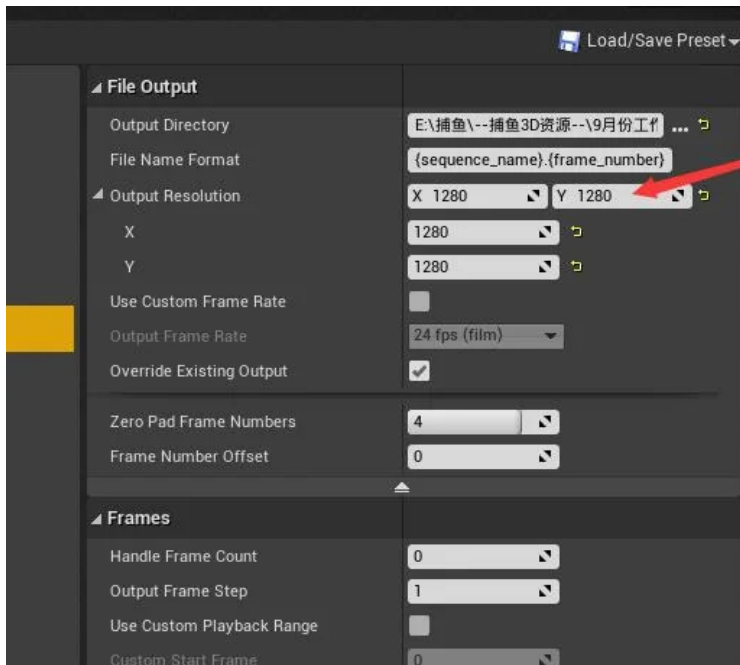 Load/Save Preset
File Output
Output Directory E:\捕鱼\--捕鱼3D资源--\9月份工作 ...
File Name Format {sequence_name}.{frame_number}
Output Resolution X 1280 Y 1280
X 1280
Y 1280
Use Custom Frame Rate
Output Frame Rate 24 fps (film)
Override Existing Output
Zero Pad Frame Numbers 4
Frame Number Offset 0
Frames
Handle Frame Count 0
Output Frame Step 1
Use Custom Playback Range
Custom Start Frame 0